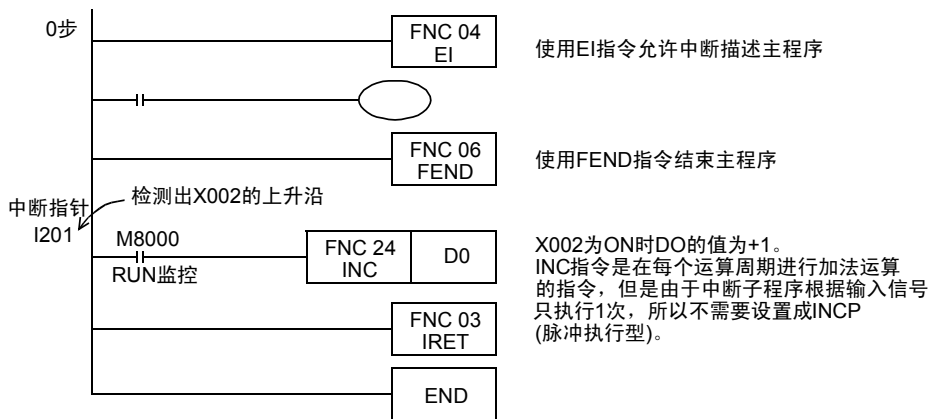 0步
FNC 04
EI
使用EI指令允许中断描述主程序
FNC 06
FEND
使用FEND指令结束主程序
中断指针
I201
检测出X002的上升沿
M8000
RUN监控
FNC 24
INC
D0
X002为ON时DO的值为+1。
INC指令是在每个运算周期进行加法运算
的指令，但是由于中断子程序根据输入信号
只执行1次，所以不需要设置成INCP
(脉冲执行型)。
FNC 03
IRET
END